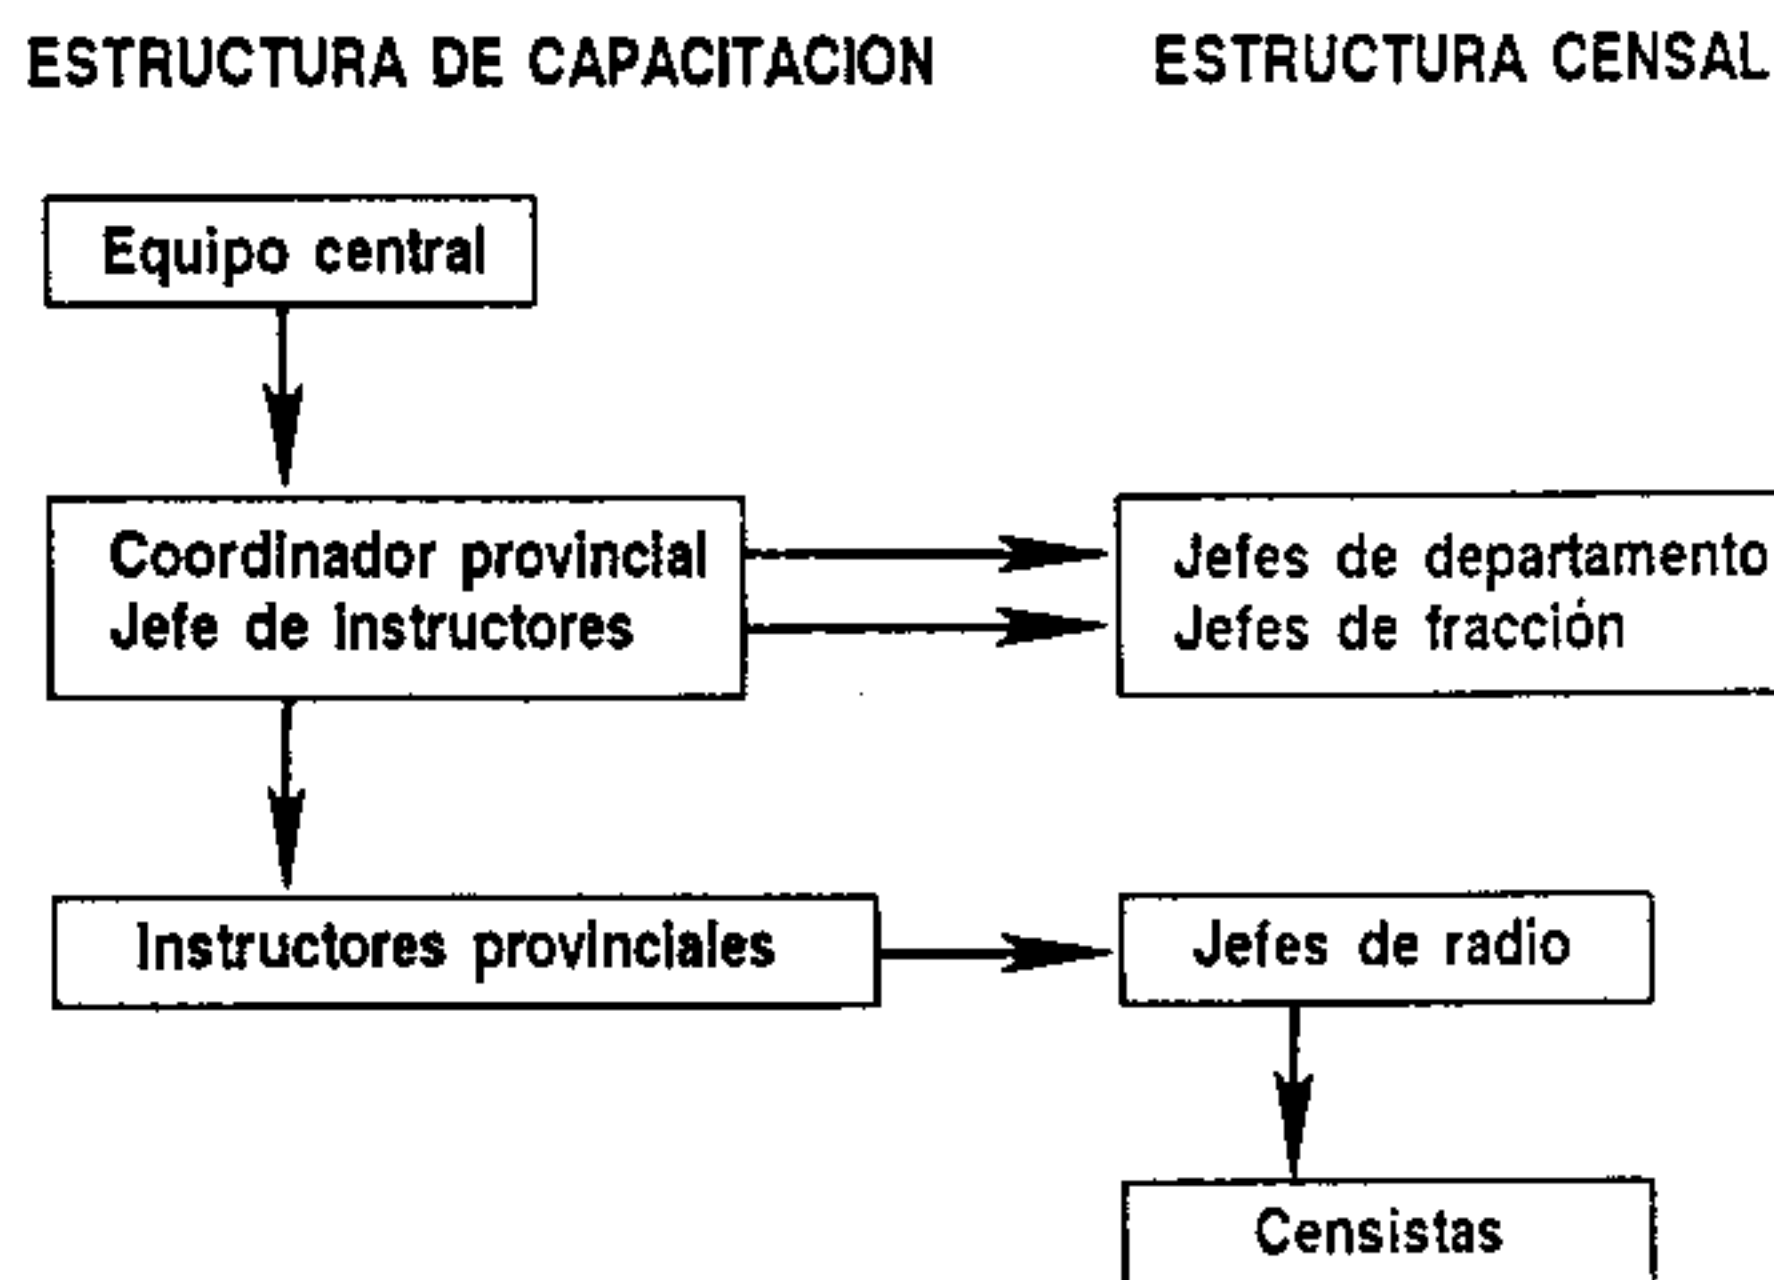 ESTRUCTURA DE CAPACITACION
ESTRUCTURA CENSAL
Equipo central
Coordinador provincial
Jefe de instructores
Jefes de departamento
Jefes de fracción
Instructores provinciales
Jefes de radio
Censistas